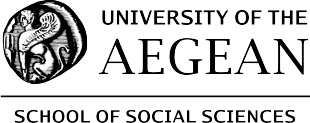 UNIVERSITY OF THE
AEGEAN
SCHOOL OF SOCIAL SCIENCES